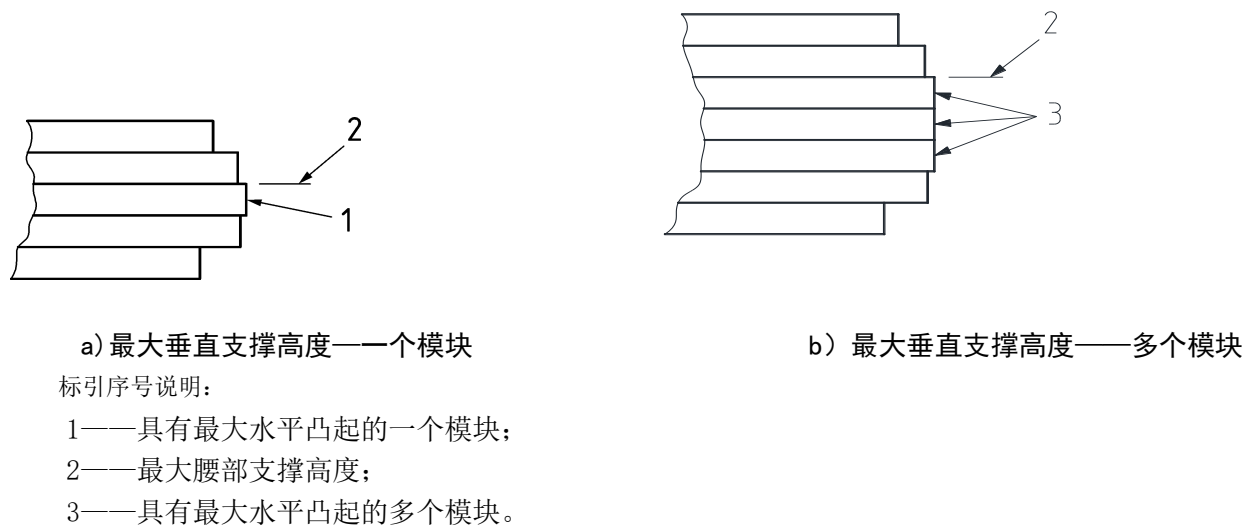 2
1
2
3
a)最大垂直支撑高度—一个模块
b) 最大垂直支撑高度——多个模块
标引序号说明:
1——具有最大水平凸起的一个模块;
2——最大腰部支撑高度;
3——具有最大水平凸起的多个模块。